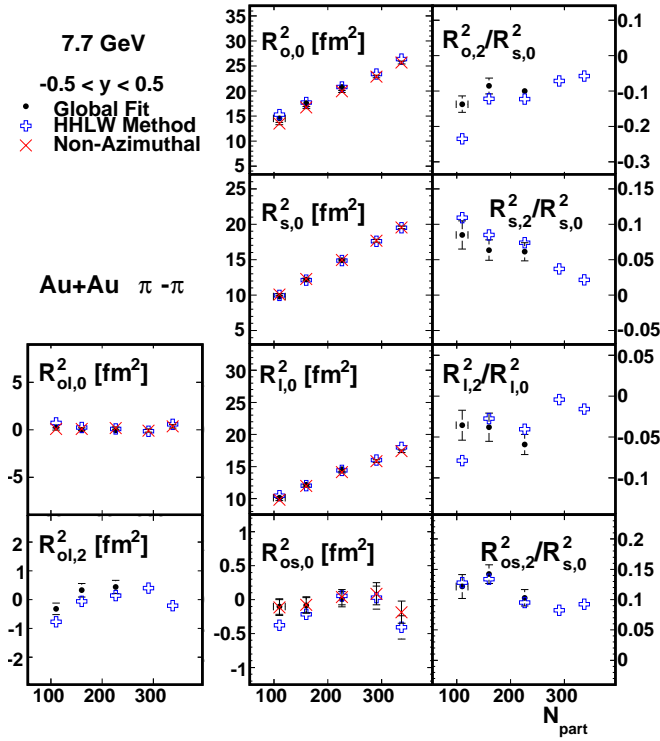 7.7 GeV
-0.5 < y < 0.5
Global Fit
HHLW Method
Non-Azimuthal
Au+Au π -π
R²o,0 [fm²]
35
30
25
20
15
10
5
R²o,2/R²s,0
0.1
0
-0.1
-0.2
-0.3
R²s,0 [fm²]
25
20
15
10
5
R²s,2/R²s,0
0.15
0.1
0.05
0
-0.05
R²ol,0 [fm²]
5
0
-5
R²l,0 [fm²]
30
25
20
15
10
R²l,2/R²l,0
0.05
0
-0.05
-0.1
R²ol,2 [fm²]
2
1
0
-1
-2
R²os,0 [fm²]
1
0.5
0
-0.5
-1
R²os,2/R²s,0
0.2
0.15
0.1
0.05
0
100 200 300
100 200 300
100 200 300
Npart